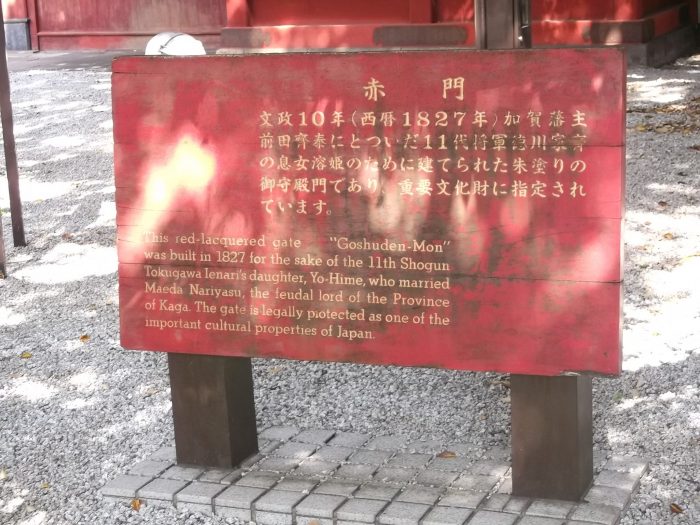 赤 門
文政10年(西暦1827年)加賀藩主
前田齊泰にとついだ11代将軍徳川家斉
の息女溶姫のために建てられた朱塗りの
御守殿門であり、重要文化財に指定され
ています。
This red-lacquered gate "Goshuden-Mon"
was built in 1827 for the sake of the 11th Shogun
Tokugawa Ienari's daughter, Yo-Hime, who married
Maeda Nariyasu, the feudal lord of the Province
of Kaga. The gate is legally protected as one of the
important cultural properties of Japan.